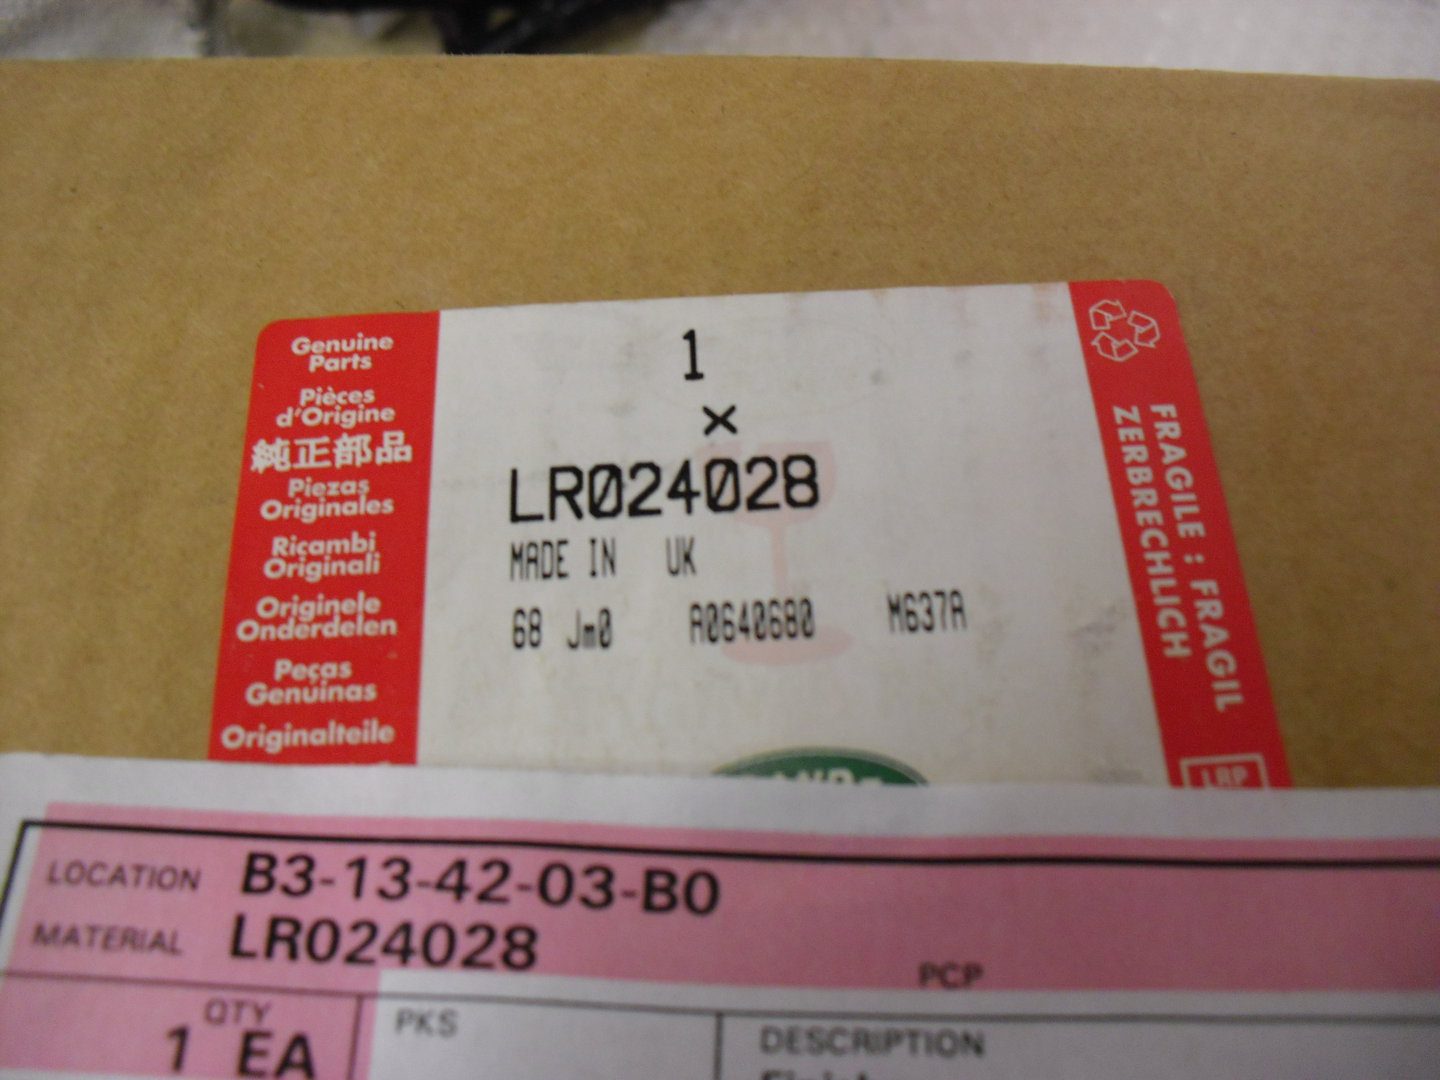 Genuine
Parts
Pièces
d'Origine
純正部品
Piezas
Originales
Ricambi
Originali
Originele
Onderdelen
Peças
Genuinas
Originalteile
1
×
LR024028
MADE IN UK
68 Jm0 A0640680 M637A
FRAGILE : FRAGIL
ZERBRECHLICH
LRP
LOCATION B3-13-42-03-B0
MATERIAL LR024028
PCP
QTY
1 EA
PKS
DESCRIPTION